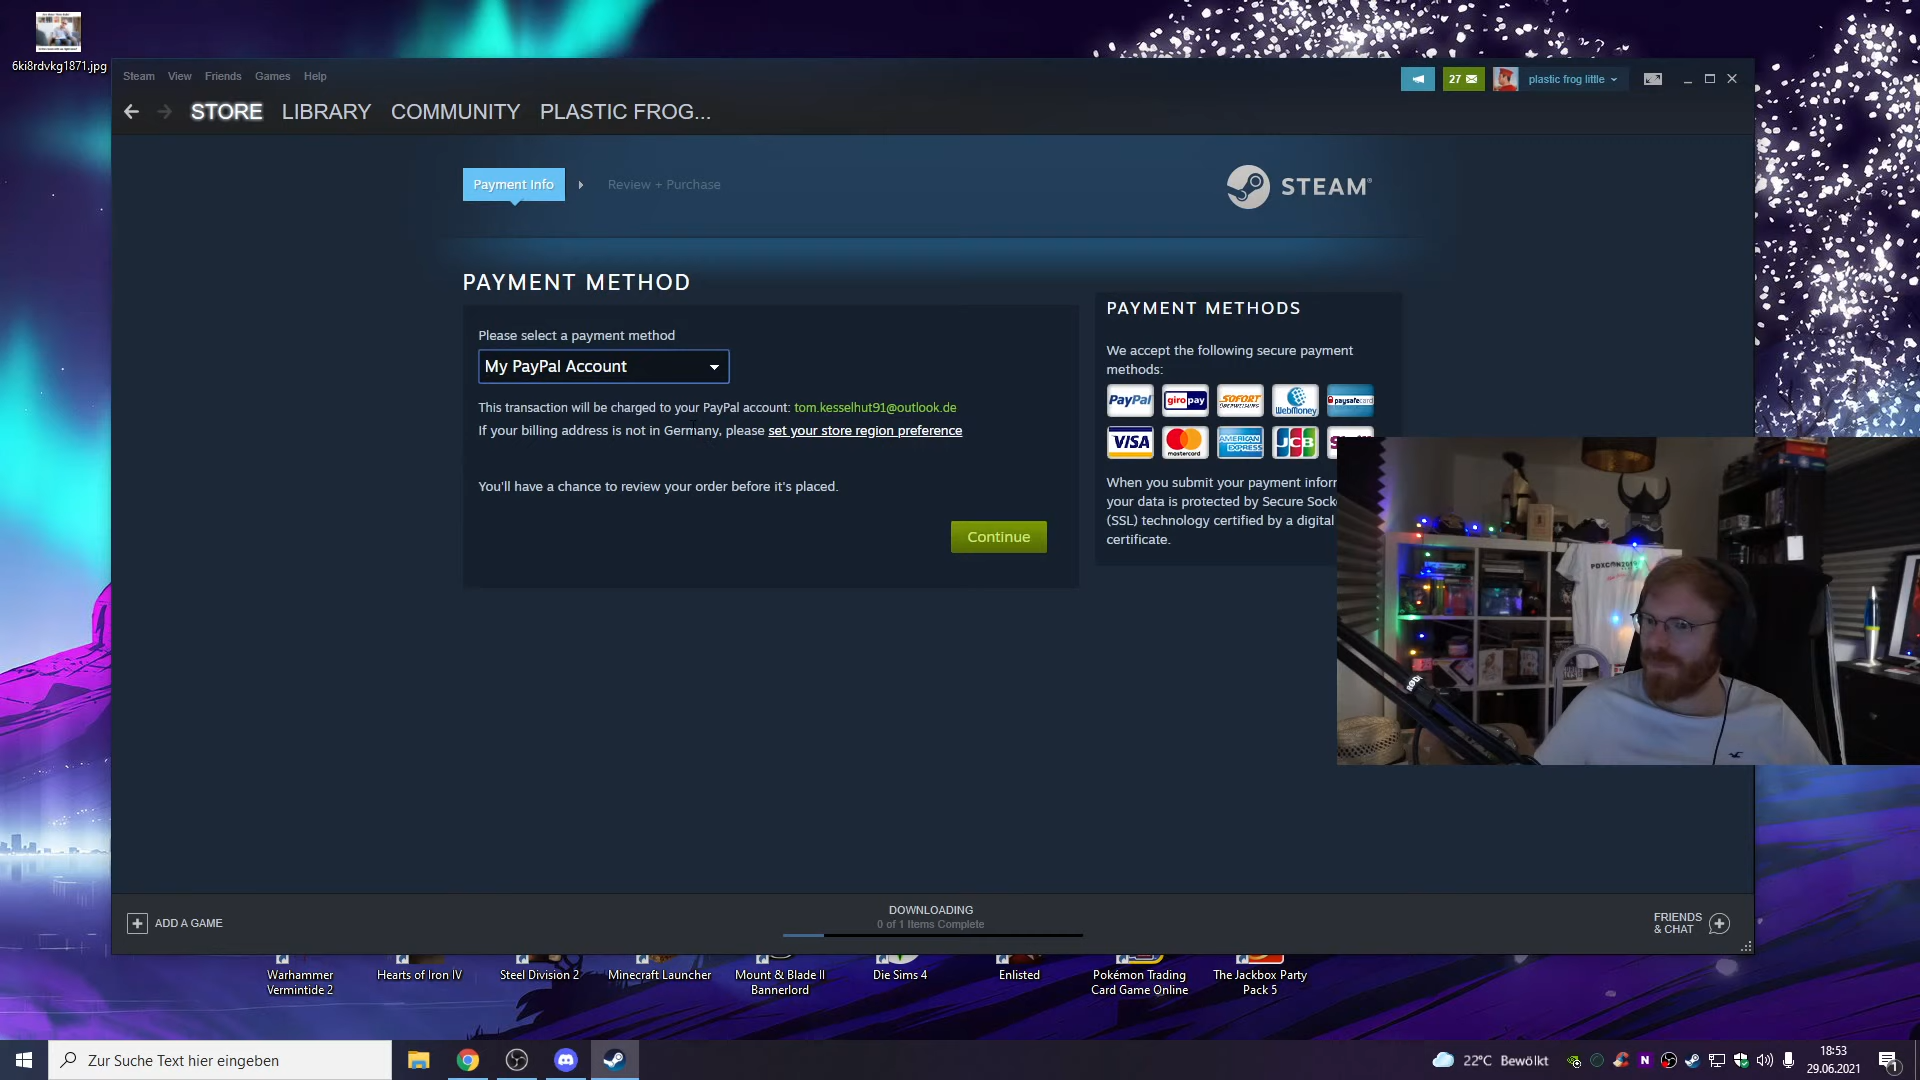 6ki8rdvkg1871.jpg
Steam View Friends Games Help
27
plastic frog little
STORE LIBRARY COMMUNITY PLASTIC FROG...
Payment Info
Review + Purchase
STEAM
PAYMENT METHOD
Please select a payment method
My PayPal Account
This transaction will be charged to your PayPal account: tom.kesselhut91@outlook.de
If your billing address is not in Germany, please set your store region preference
You'll have a chance to review your order before it's placed.
Continue
PAYMENT METHODS
We accept the following secure payment
methods:
PayPal giropay SOFORT ÜBERWEISUNG WebMoney paysafecard
VISA mastercard AMERICAN EXPRESS JCB
When you submit your payment
your data is protected by Secure
(SSL) technology certified by a digital
certificate.
RØDE
ADD A GAME
DOWNLOADING
0 of 1 Items Complete
FRIENDS
& CHAT
Warhammer
Vermintide 2
Hearts of Iron IV
Steel Division 2
Minecraft Launcher
Mount & Blade II
Bannerlord
Die Sims 4
Enlisted
Pokémon Trading
Card Game Online
The Jackbox Party
Pack 5
Zur Suche Text hier eingeben
22°C Bewölkt
18:53
29.06.2021
1